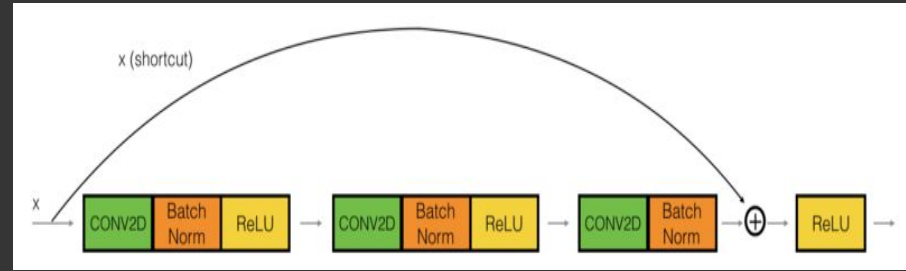 x (shortcut)
x
CONV2D
Batch
Norm
ReLU
CONV2D
Batch
Norm
ReLU
CONV2D
Batch
Norm
+
ReLU